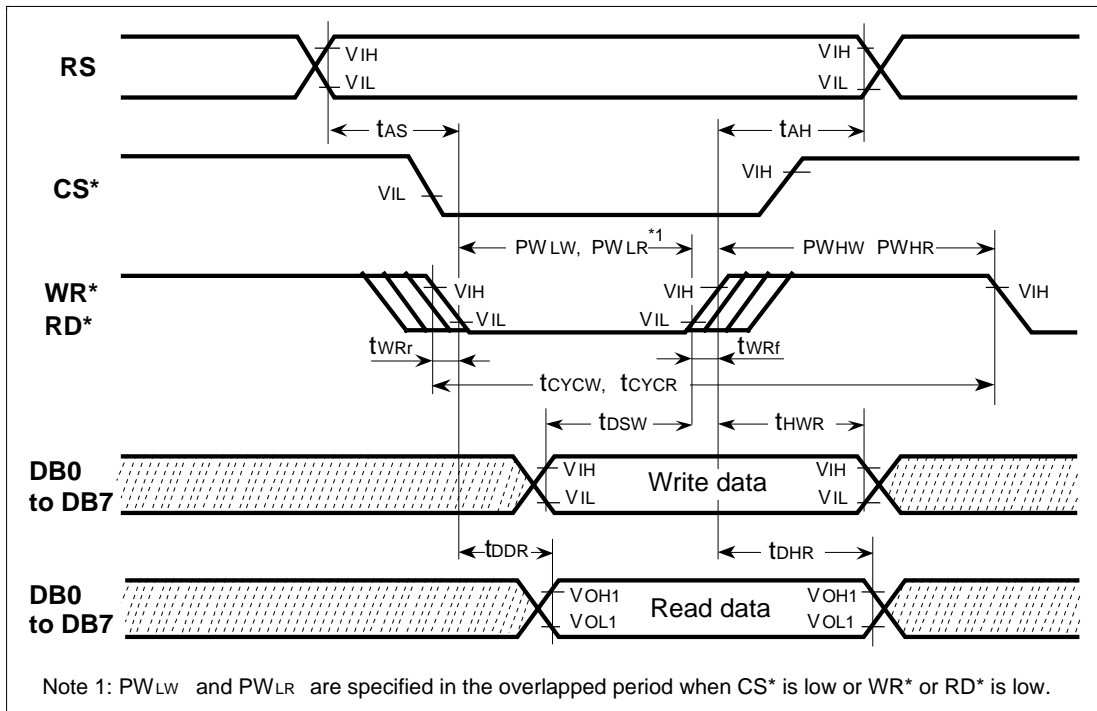 RS
VIH
VIH
VIL
VIL
tAS
tAH
CS*
VIL
VIH
PWLW, PWLR*1
PWHW PWHR
WR*
RD*
VIH
VIL
VIH
VIL
VIH
tWRr
tWRf
tCYCW, tCYCR
tDSW
tHWR
DB0
to DB7
VIH
VIL
Write data
VIH
VIL
tDDR
tDHR
DB0
to DB7
VOH1
VOL1
Read data
VOH1
VOL1
Note 1: PWLW and PWLR are specified in the overlapped period when CS* is low or WR* or RD* is low.